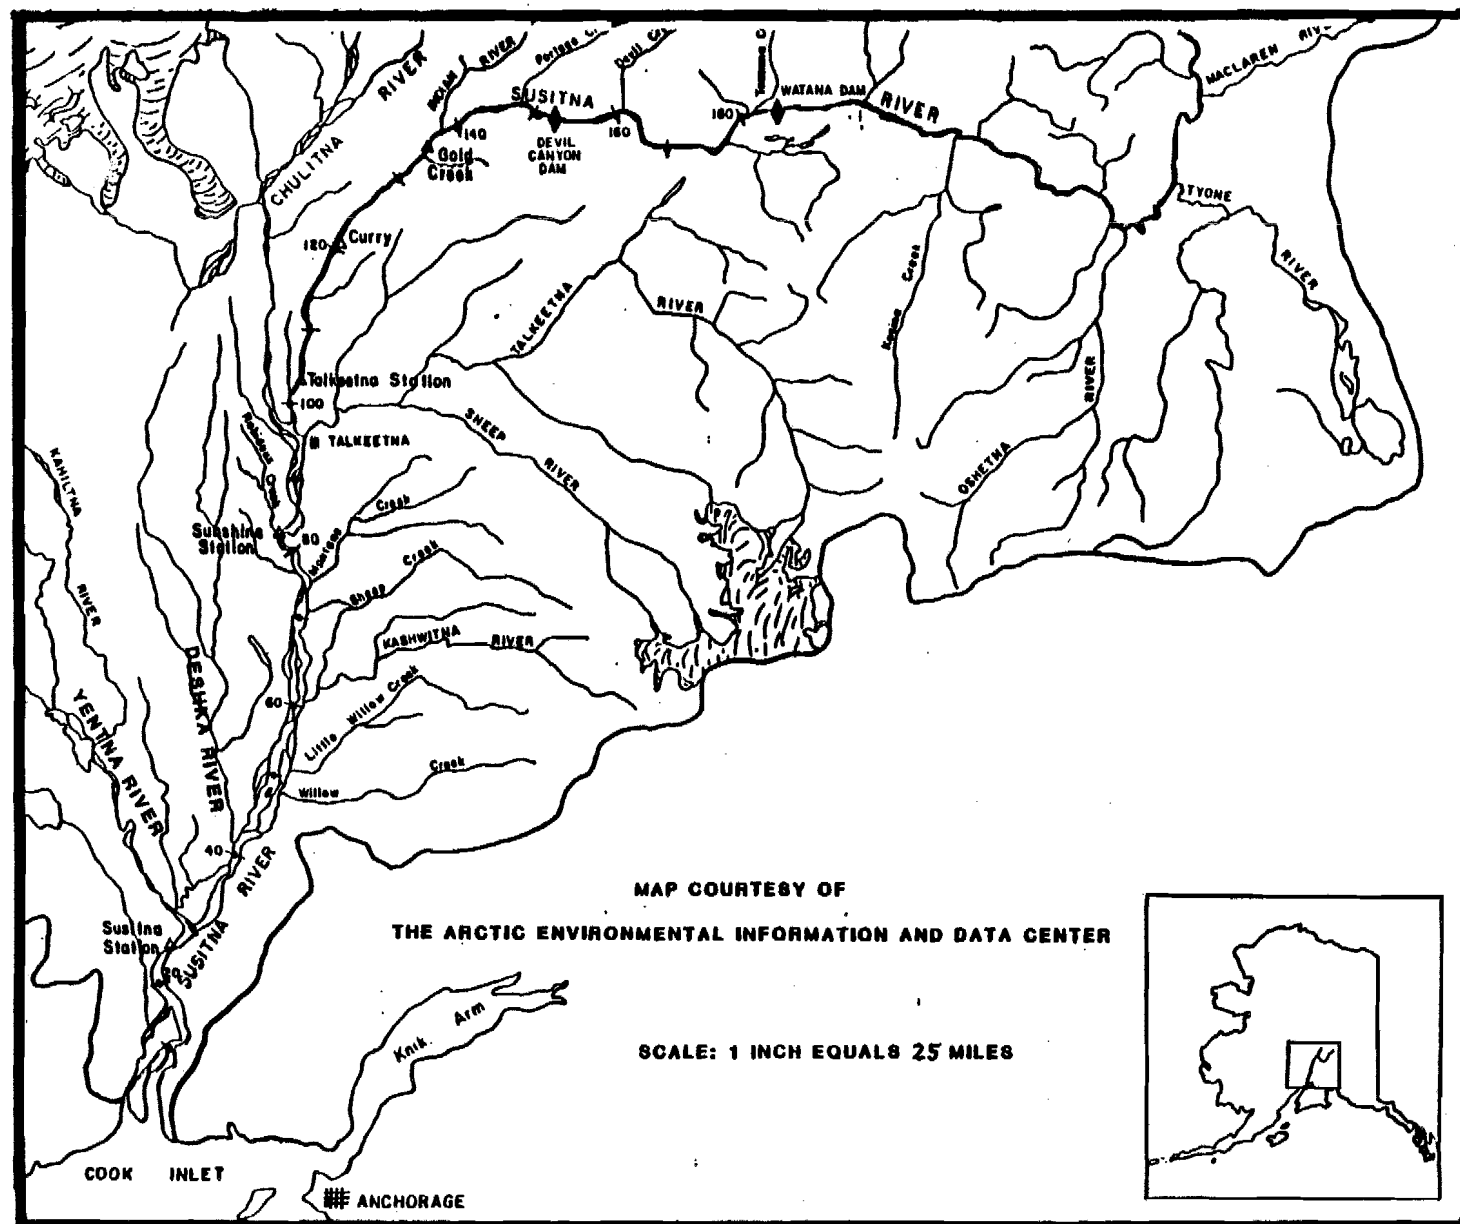 RIVER
INDIAN RIVER
Portage C
Devil Cre
WATANA DAM
MACLAREN RIV
SUSITNA
RIVER
140
160
180
DEVIL
CANYON
DAM
Gold
Creek
CHULITNA
TYONE
RIVER
120
Curry
TALKEETNA
RIVER
Creek
RIVER
Talkeetna Station
100
TALKEETNA
SHEEP
RIVER
OSHETNA
KAHILTNA
RIVER
Creek
Sunshine
Station
80
Montana
Creek
Sheep
Creek
KASHWITNA
RIVER
DESHKA RIVER
YENTNA RIVER
60
Little Willow Creek
Willow
Creek
40
RIVER
SUSITNA
Susitna
Station
20
MAP COURTESY OF
THE ARCTIC ENVIRONMENTAL INFORMATION AND DATA CENTER
Knik Arm
SCALE: 1 INCH EQUALS 25 MILES
COOK INLET
ANCHORAGE